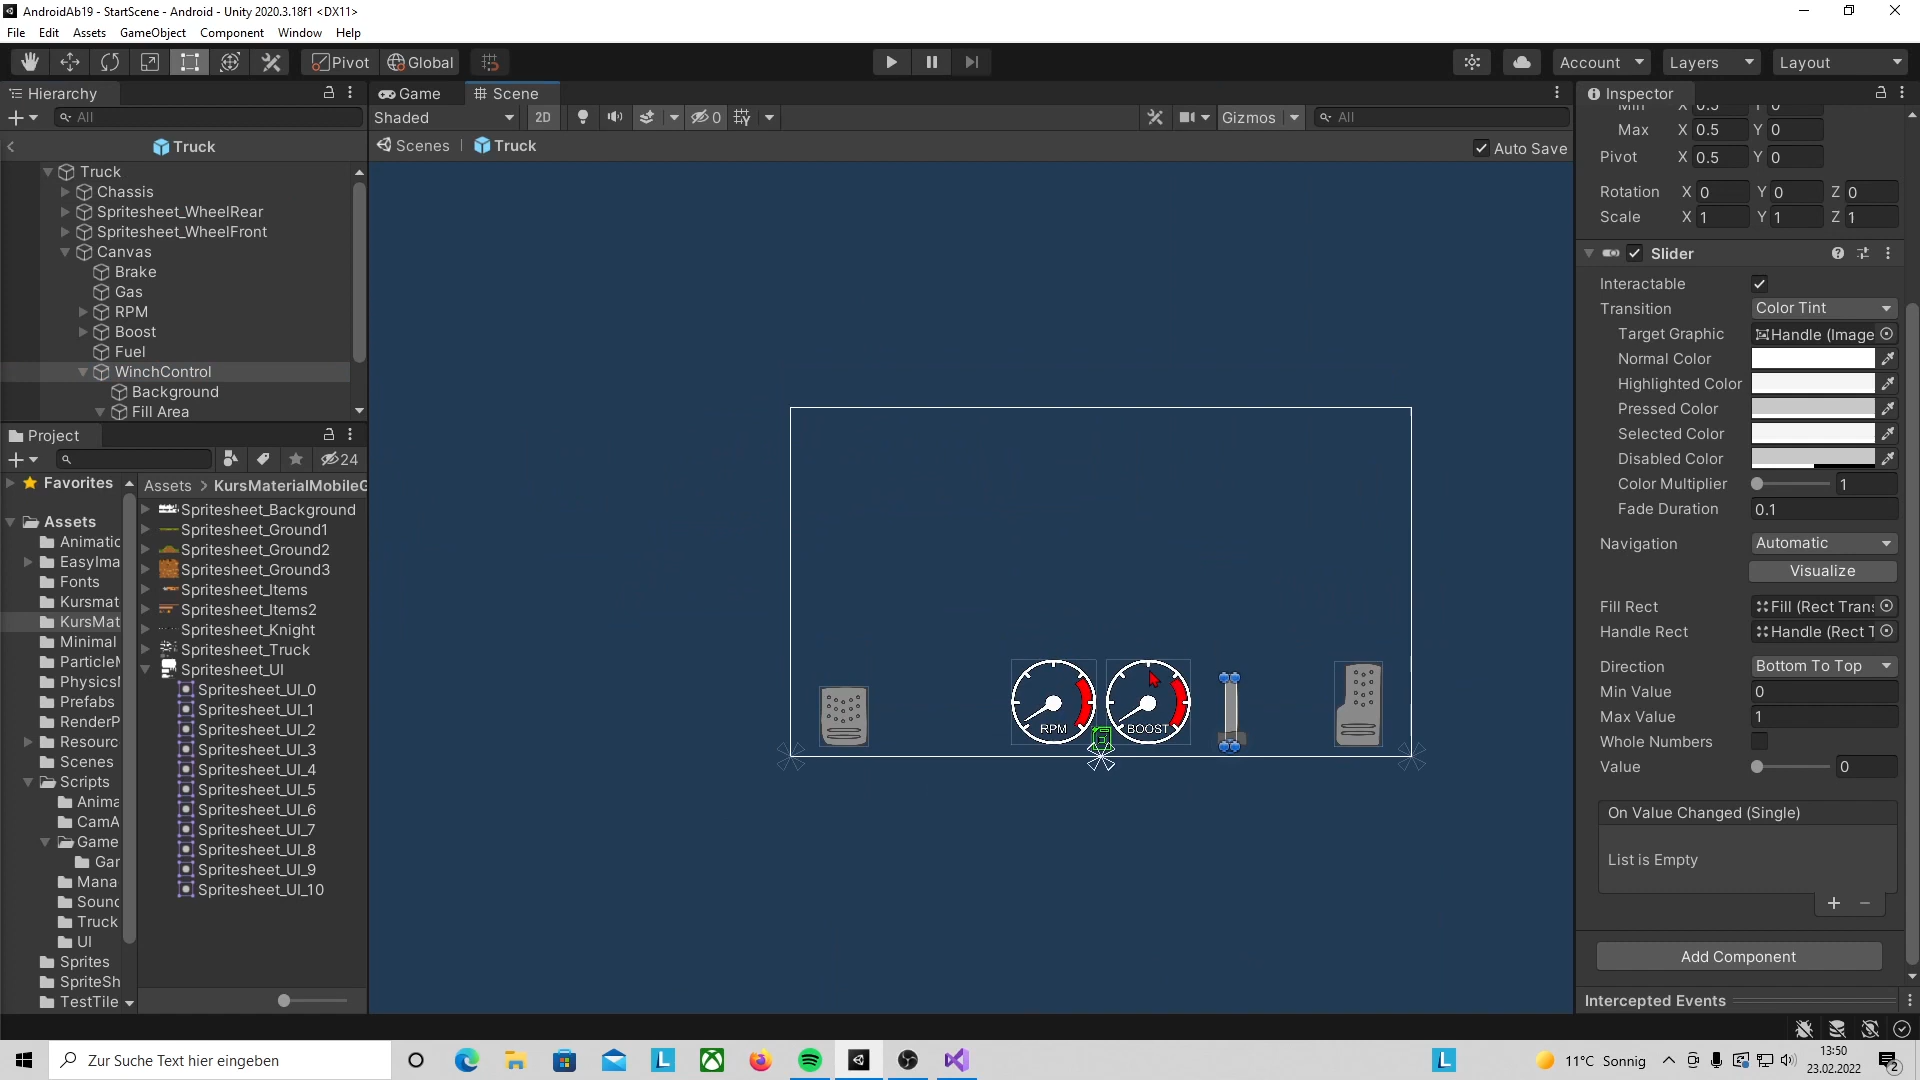 AndroidAb19 - StartScene - Android - Unity 2020.3.18f1 <DX11>
File Edit Assets GameObject Component Window Help
Pivot Global Account Layers Layout
Hierarchy
All
Truck
Truck
Chassis
Spritesheet_WheelRear
Spritesheet_WheelFront
Canvas
Brake
Gas
RPM
Boost
Fuel
WinchControl
Background
Fill Area
Game Scene
Shaded 2D 0 Gizmos All
Scenes Truck Auto Save
RPM
BOOST
Project
24
Favorites
Assets
Animatic
EasyIma
Fonts
Kursmat
KursMat
Minimal
ParticleM
PhysicsM
Prefabs
RenderP
Resourc
Scenes
Scripts
Anima
CamA
Game
Gar
Mana
Sounc
Truck
UI
Sprites
SpriteSh
TestTile
Assets > KursMaterialMobileG
Spritesheet_Background
Spritesheet_Ground1
Spritesheet_Ground2
Spritesheet_Ground3
Spritesheet_Items
Spritesheet_Items2
Spritesheet_Knight
Spritesheet_Truck
Spritesheet_UI
Spritesheet_UI_0
Spritesheet_UI_1
Spritesheet_UI_2
Spritesheet_UI_3
Spritesheet_UI_4
Spritesheet_UI_5
Spritesheet_UI_6
Spritesheet_UI_7
Spritesheet_UI_8
Spritesheet_UI_9
Spritesheet_UI_10
Inspector
Min X 0.5 Y 0
Max X 0.5 Y 0
Pivot X 0.5 Y 0
Rotation X 0 Y 0 Z 0
Scale X 1 Y 1 Z 1
Slider
Interactable
Transition Color Tint
Target Graphic Handle (Image
Normal Color
Highlighted Color
Pressed Color
Selected Color
Disabled Color
Color Multiplier 1
Fade Duration 0.1
Navigation Automatic
Visualize
Fill Rect Fill (Rect Trans
Handle Rect Handle (Rect T
Direction Bottom To Top
Min Value 0
Max Value 1
Whole Numbers
Value 0
On Value Changed (Single)
List is Empty
Add Component
Intercepted Events
Zur Suche Text hier eingeben
L
L
11°C Sonnig
13:50
23.02.2022
2